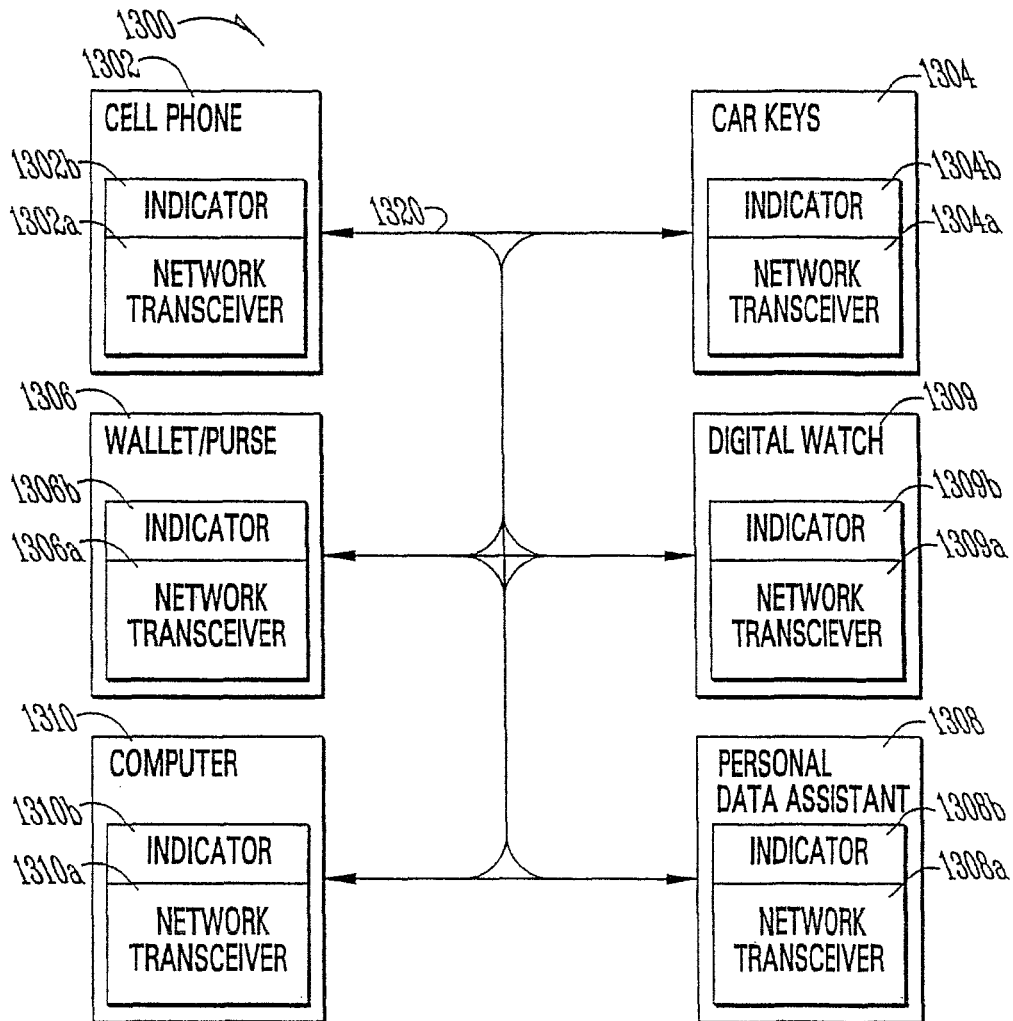 1300
1302
CELL PHONE
1302b
INDICATOR
1302a
NETWORK
TRANSCEIVER
1320
1304
CAR KEYS
1304b
INDICATOR
1304a
NETWORK
TRANSCEIVER
1306
WALLET/PURSE
1306b
INDICATOR
1306a
NETWORK
TRANSCEIVER
1309
DIGITAL WATCH
1309b
INDICATOR
1309a
NETWORK
TRANSCIEVER
1310
COMPUTER
1310b
INDICATOR
1310a
NETWORK
TRANSCEIVER
1308
PERSONAL
DATA ASSISTANT
1308b
INDICATOR
1308a
NETWORK
TRANSCEIVER